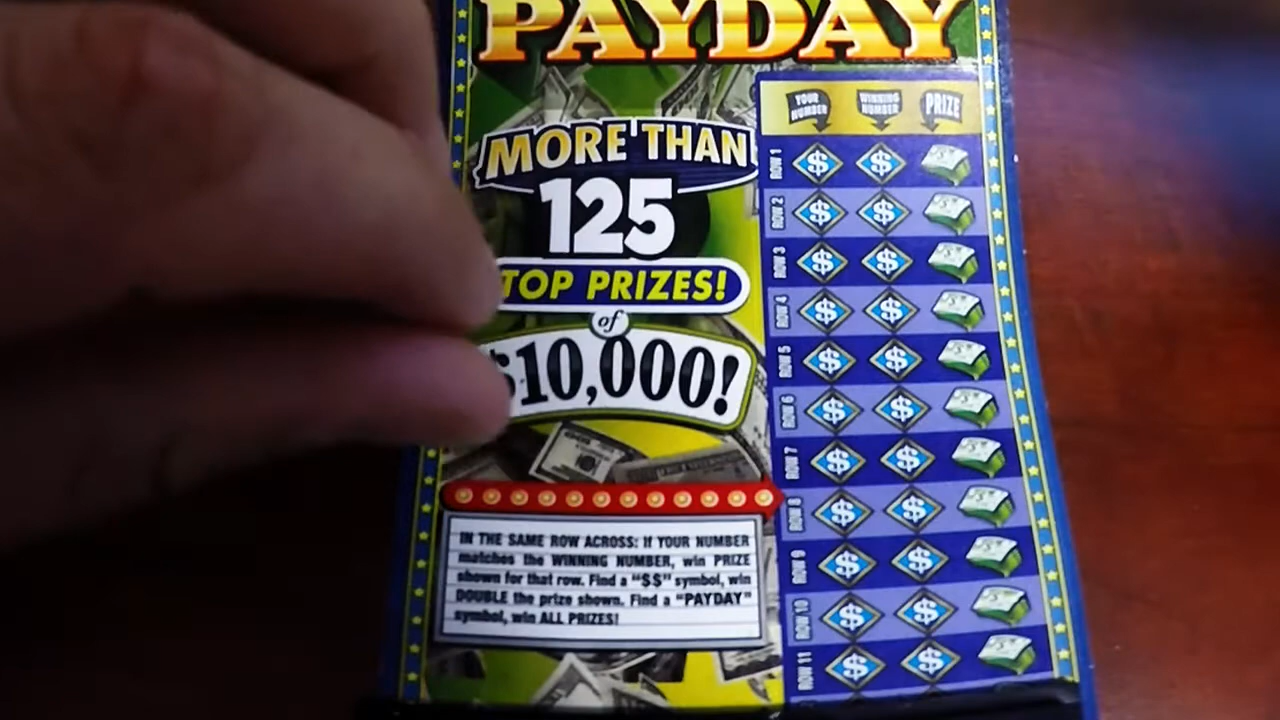 PAYDAY
MORE THAN
125
TOP PRIZES!
of
$10,000!
IN THE SAME ROW ACROSS: If YOUR NUMBER
matches the WINNING NUMBER, win PRIZE
shown for that row. Find a "$$" symbol, win
DOUBLE the prize shown. Find a "PAYDAY"
symbol, win ALL PRIZES!
YOUR NUMBER WINNING NUMBER PRIZE
ROW 1 $ $
ROW 2 $ $
ROW 3 $ $
ROW 4 $ $
ROW 5 $ $
ROW 6 $ $
ROW 7 $ $
ROW 8 $ $
ROW 9 $ $
ROW 10 $ $
ROW 11 $ $